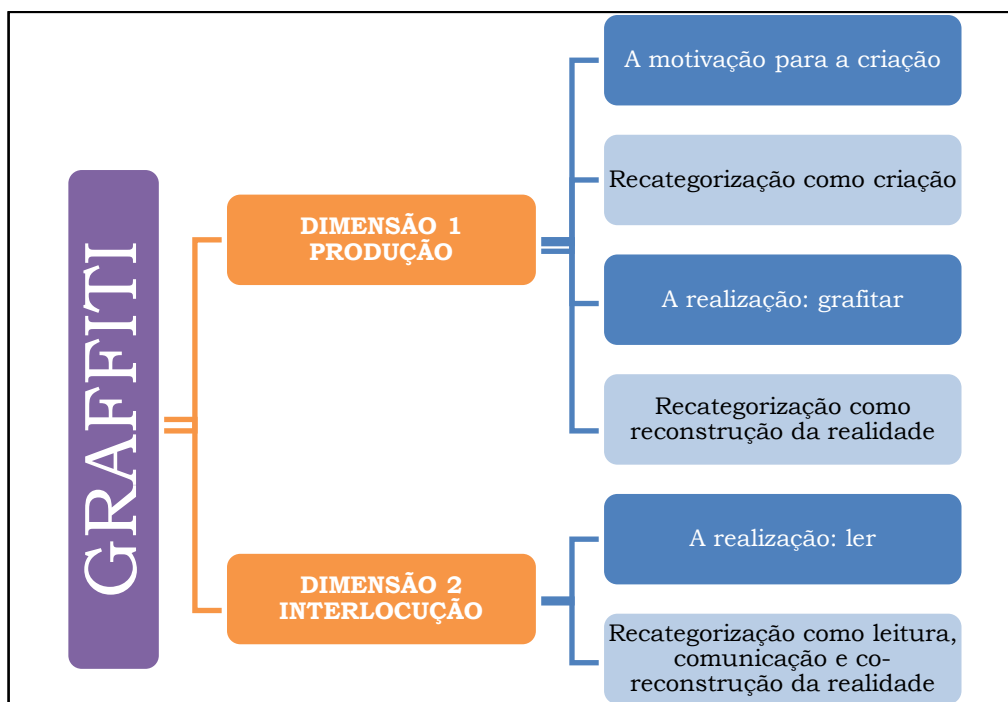 GRAFFITI
DIMENSÃO 1
PRODUÇÃO
A motivação para a criação
Recategorização como criação
A realização: grafitar
Recategorização como
reconstrução da realidade
DIMENSÃO 2
INTERLOCUÇÃO
A realização: ler
Recategorização como leitura,
comunicação e co-
reconstrução da realidade